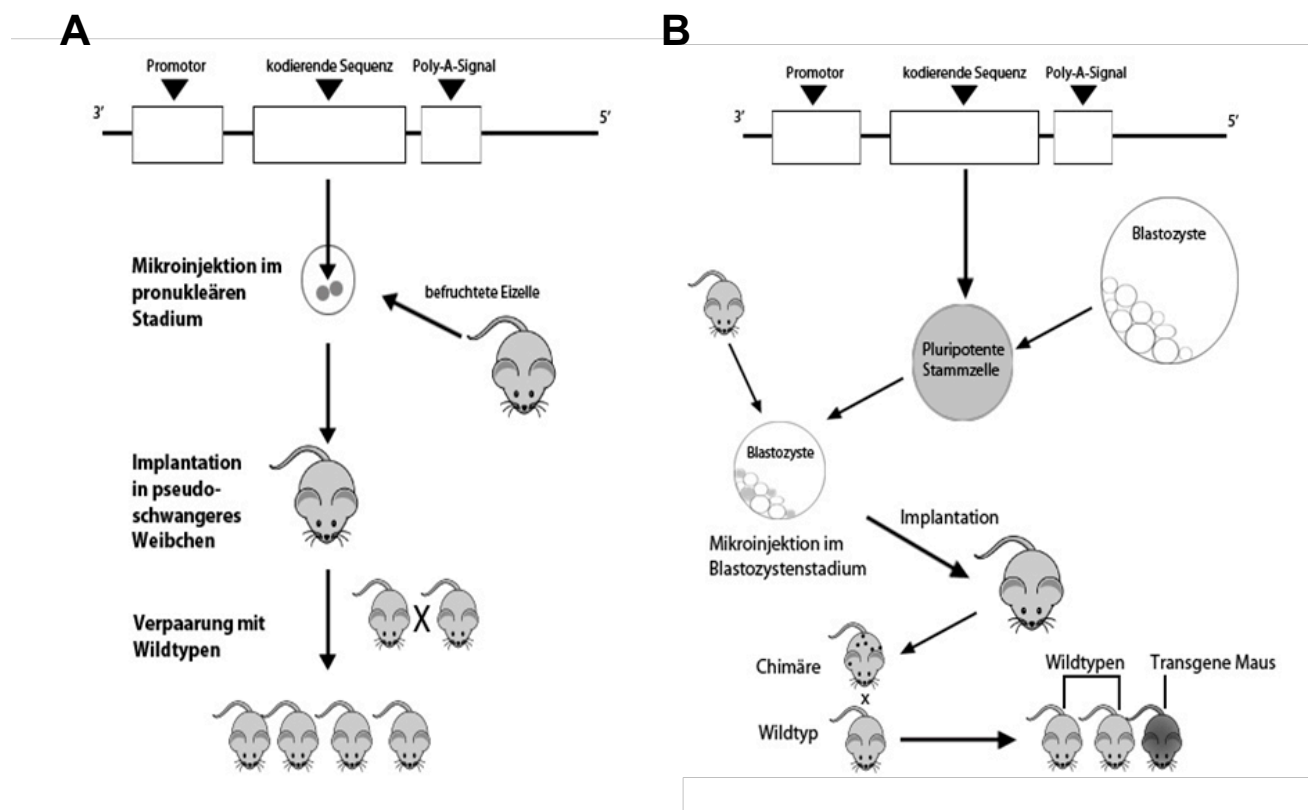 A
Promotor
kodierende Sequenz
Poly-A-Signal
3'
5'
Mikroinjektion im
pronukleären
Stadium
befruchtete Eizelle
Implantation
in pseudo-
schwangeres
Weibchen
Verpaarung mit
Wildtypen
X
B
Promotor
kodierende Sequenz
Poly-A-Signal
3'
5'
Blastozyste
Pluripotente
Stammzelle
Blastozyste
Mikroinjektion im
Blastozystenstadium
Implantation
Chimäre
x
Wildtyp
Wildtypen
Transgene Maus